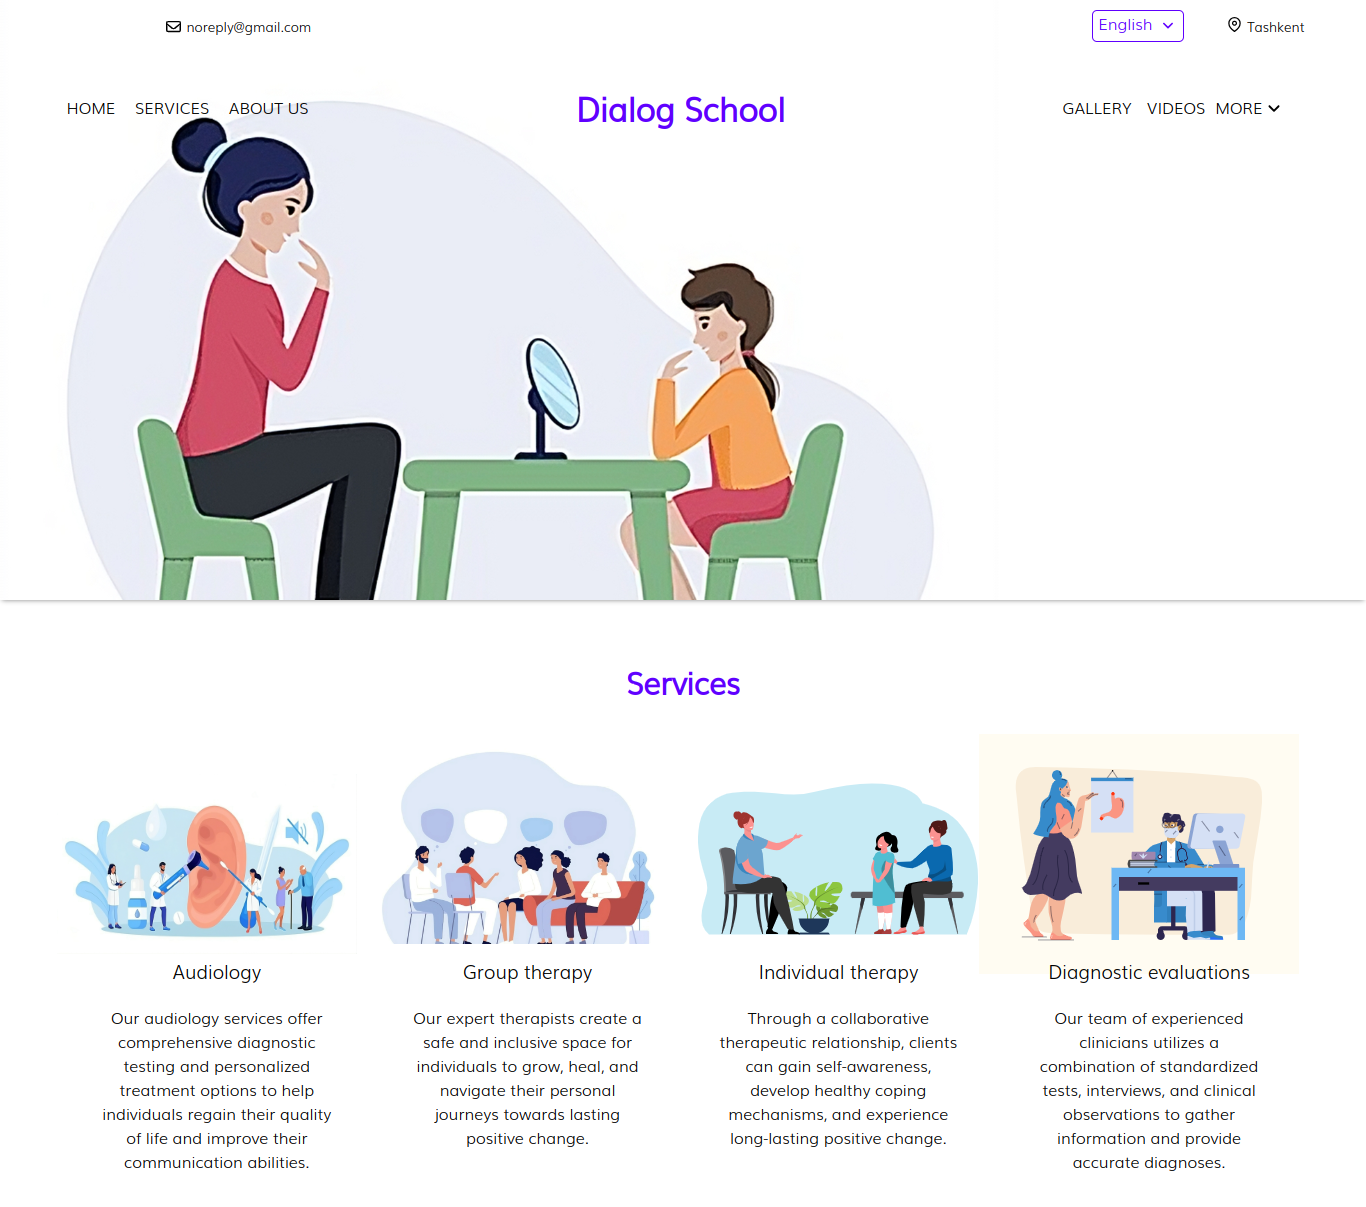 noreply@gmail.com
English
Tashkent
HOME SERVICES ABOUT US
Dialog School
GALLERY VIDEOS MORE
Services
Audiology
Our audiology services offer
comprehensive diagnostic
testing and personalized
treatment options to help
individuals regain their quality
of life and improve their
communication abilities.
Group therapy
Our expert therapists create a
safe and inclusive space for
individuals to grow, heal, and
navigate their personal
journeys towards lasting
positive change.
Individual therapy
Through a collaborative
therapeutic relationship, clients
can gain self-awareness,
develop healthy coping
mechanisms, and experience
long-lasting positive change.
Diagnostic evaluations
Our team of experienced
clinicians utilizes a
combination of standardized
tests, interviews, and clinical
observations to gather
information and provide
accurate diagnoses.